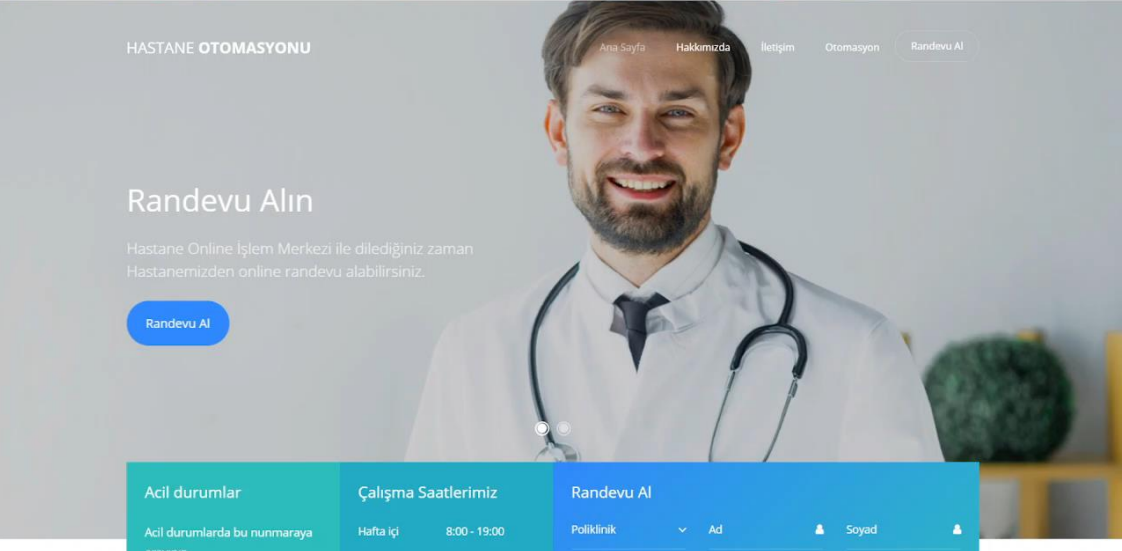 HASTANE OTOMASYONU
Ana Sayfa Hakkımızda İletişim Otomasyon Randevu Al
Randevu Alın
Hastane Online İşlem Merkezi ile dilediğiniz zaman
Hastanemizden online randevu alabilirsiniz.
Randevu Al
Acil durumlar
Acil durumlarda bu nunmaraya
Çalışma Saatlerimiz
Hafta içi 8:00 - 19:00
Randevu Al
Poliklinik Ad Soyad